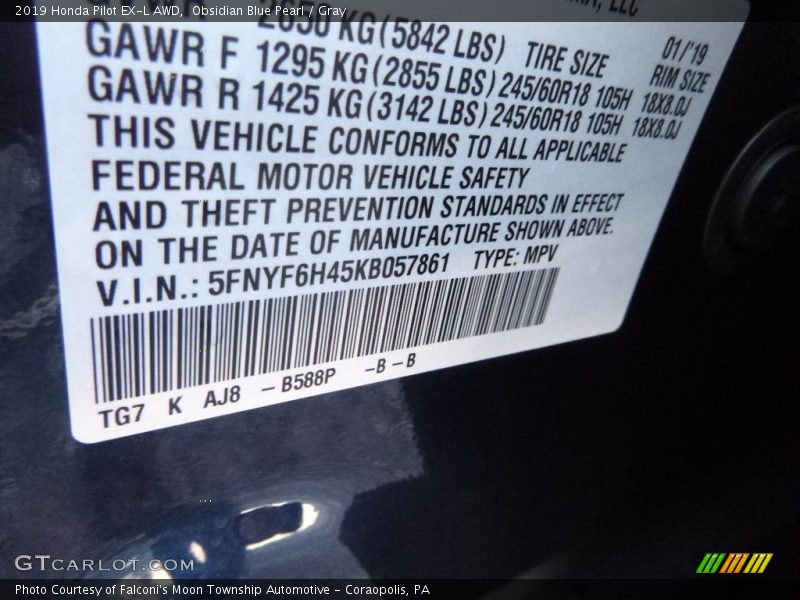 2019 Honda Pilot EX-L AWD, Obsidian Blue Pearl / Gray
2650 KG (5842 LBS) TIRE SIZE 01/'19 RIM SIZE
GAWR F 1295 KG (2855 LBS) 245/60R18 105H 18X8.0J
GAWR R 1425 KG (3142 LBS) 245/60R18 105H 18X8.0J
THIS VEHICLE CONFORMS TO ALL APPLICABLE
FEDERAL MOTOR VEHICLE SAFETY
AND THEFT PREVENTION STANDARDS IN EFFECT
ON THE DATE OF MANUFACTURE SHOWN ABOVE.
V.I.N.: 5FNYF6H45KB057861 TYPE: MPV
TG7 K AJ8 - B588P - B - B
GTCARLOT.COM
Photo Courtesy of Falconi's Moon Township Automotive - Coraopolis, PA